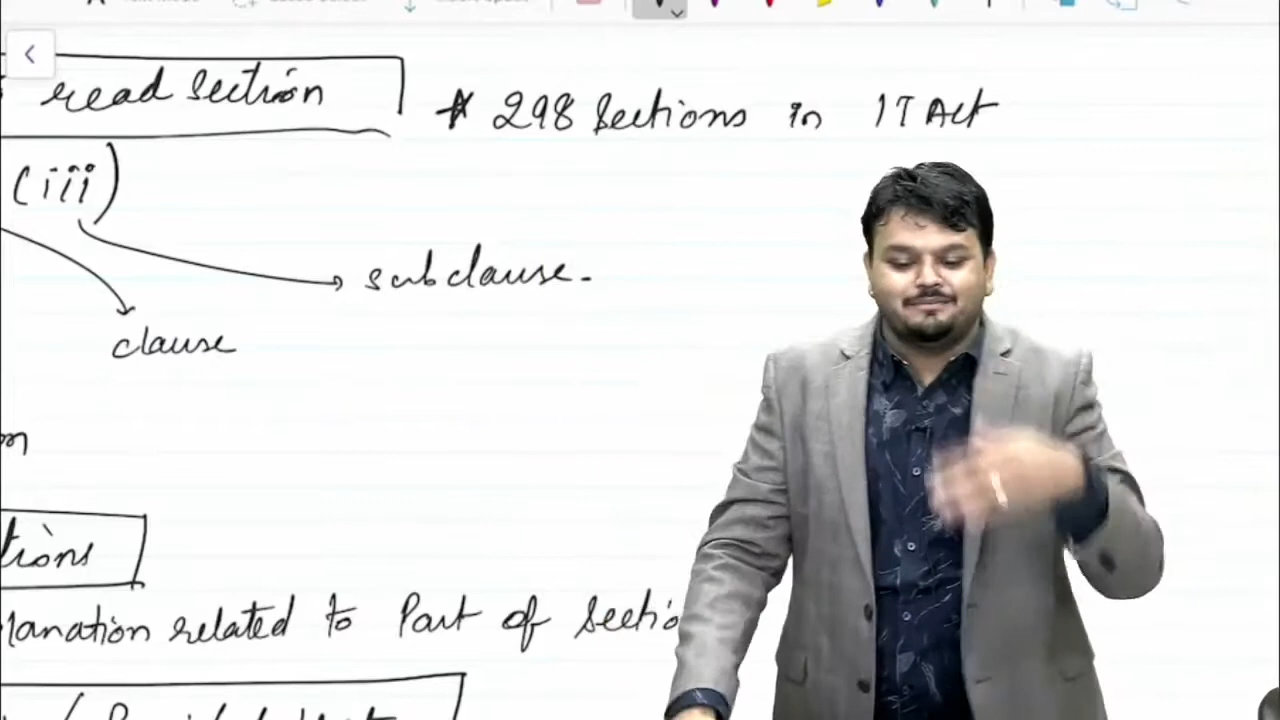 read section
* 298 Sections in IT Act
(iii)
subclause.
clause
tions
lanation related to Part of Sectio